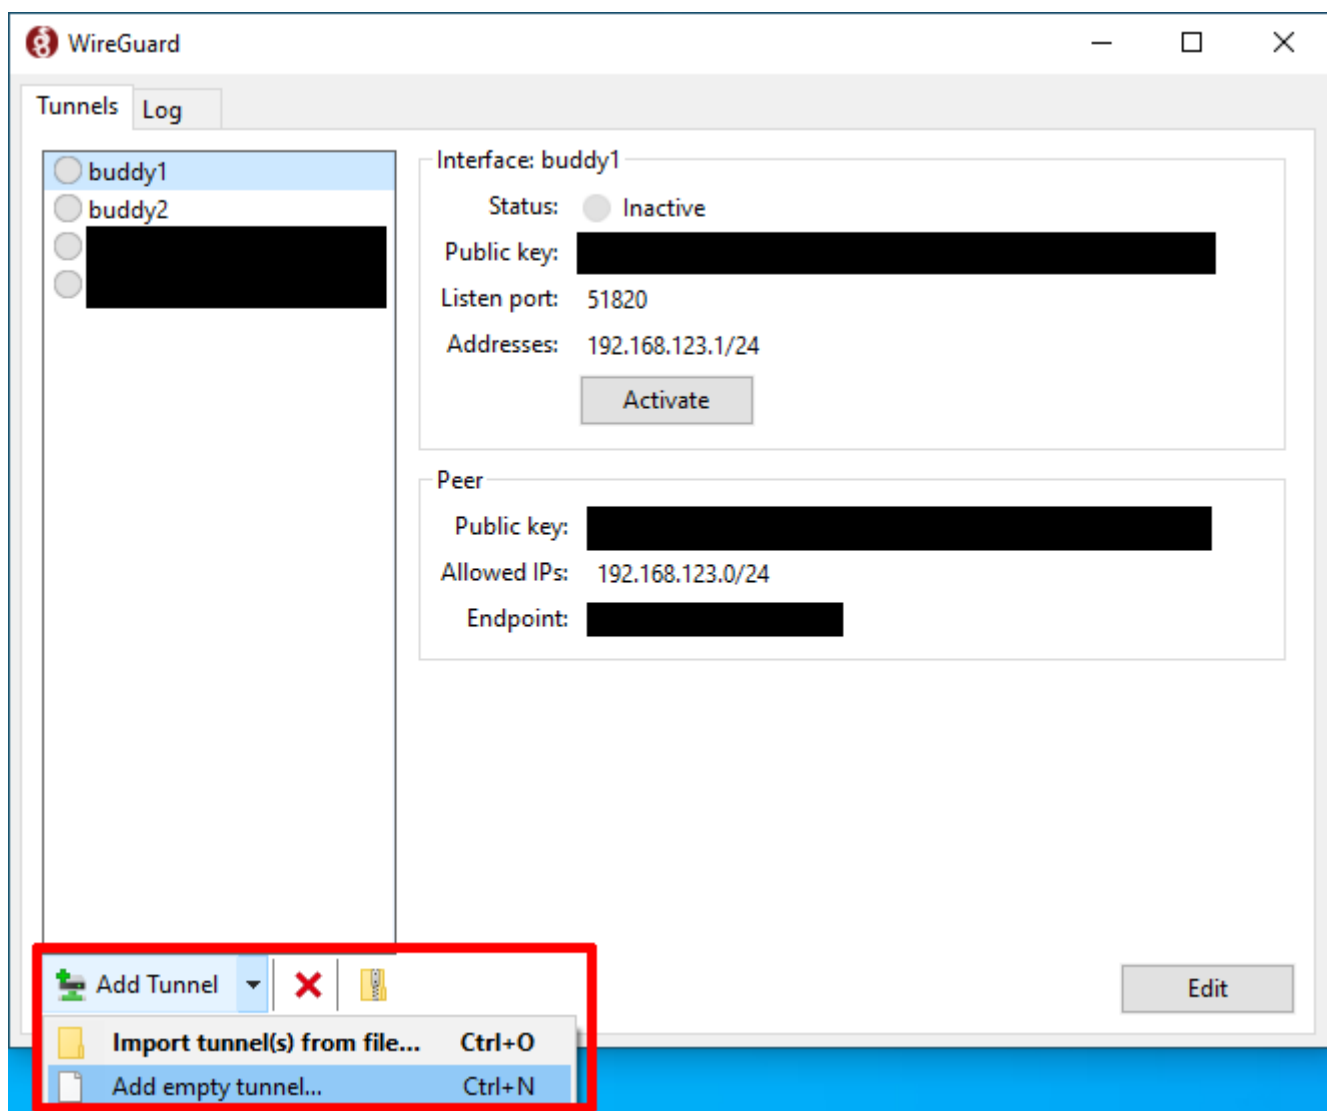 WireGuard
Tunnels
Log
buddy1
buddy2
Interface: buddy1
Status: Inactive
Public key:
Listen port: 51820
Addresses: 192.168.123.1/24
Activate
Peer
Public key:
Allowed IPs: 192.168.123.0/24
Endpoint:
Add Tunnel
Edit
Import tunnel(s) from file... Ctrl+O
Add empty tunnel... Ctrl+N